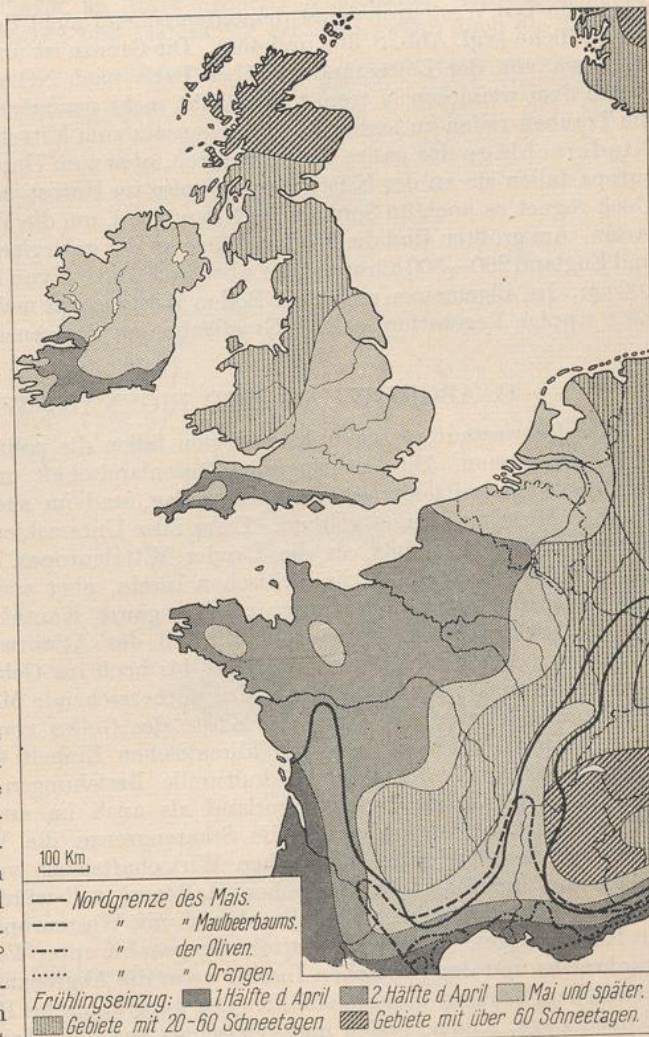 100 Km
Nordgrenze des Mais.
" " Maulbeerbaums.
" der Oliven.
" " Orangen.
Frühlingseinzug: 1.Hälfte d. April 2.Hälfte d. April Mai und später.
Gebiete mit 20-60 Schneetagen Gebiete mit über 60 Schneetagen.